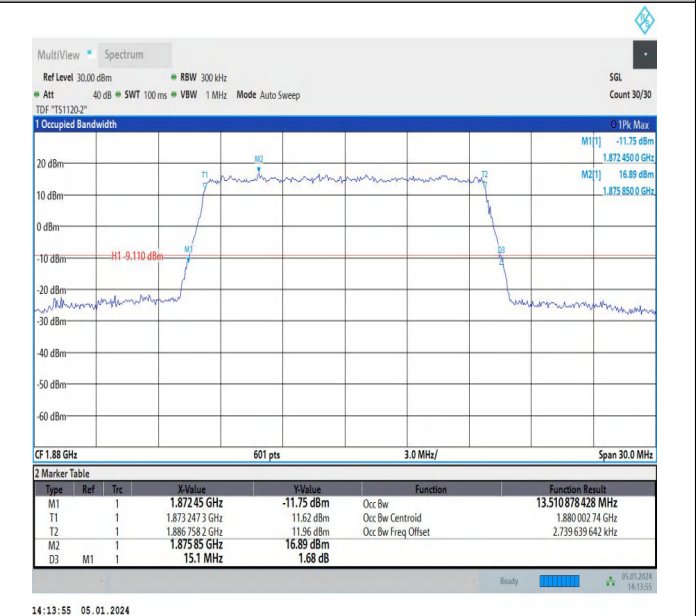 R S
MultiView Spectrum
Ref Level 30.00 dBm RBW 300 kHz SGL
Att 40 dB SWT 100 ms VBW 1 MHz Mode Auto Sweep Count 30/30
TDF "TS1120-2"
1 Occupied Bandwidth 1Pk Max
M1[1] -11.75 dBm
1.872 450 0 GHz
M2[1] 16.89 dBm
1.875 850 0 GHz
M2
T1
T2
20 dBm
10 dBm
0 dBm
M1
D3
H1 -9.110 dBm
-10 dBm
-20 dBm
-30 dBm
-40 dBm
-50 dBm
-60 dBm
CF 1.88 GHz 601 pts 3.0 MHz/ Span 30.0 MHz
2 Marker Table
Type Ref Trc X-Value Y-Value Function Function Result
M1 1 1.87245 GHz -11.75 dBm Occ Bw 13.510 878 428 MHz
T1 1 1.873 247 3 GHz 11.62 dBm Occ Bw Centroid 1.880 002 74 GHz
T2 1 1.886 758 2 GHz 11.96 dBm Occ Bw Freq Offset 2.739 639 642 kHz
M2 1 1.87585 GHz 16.89 dBm
D3 M1 1 15.1 MHz 1.68 dB
Ready 05.01.2024
14:13:55
14:13:55 05.01.2024